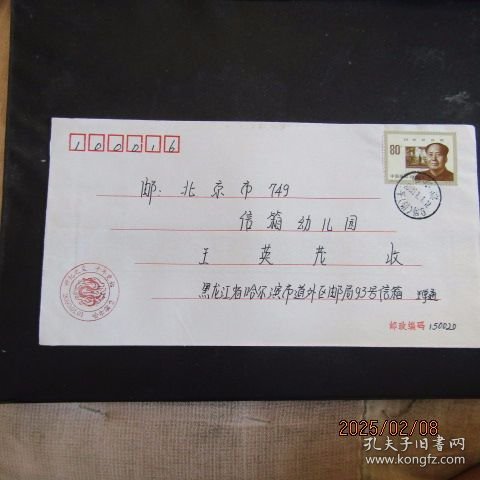 100016
80
邮: 北京市749
信箱幼儿园
王英茂 收
黑龙江省哈尔滨市道外区邮局93号信箱
邮政编码 150020
2025/02/08
孔夫子旧书网
www.kongfz.com